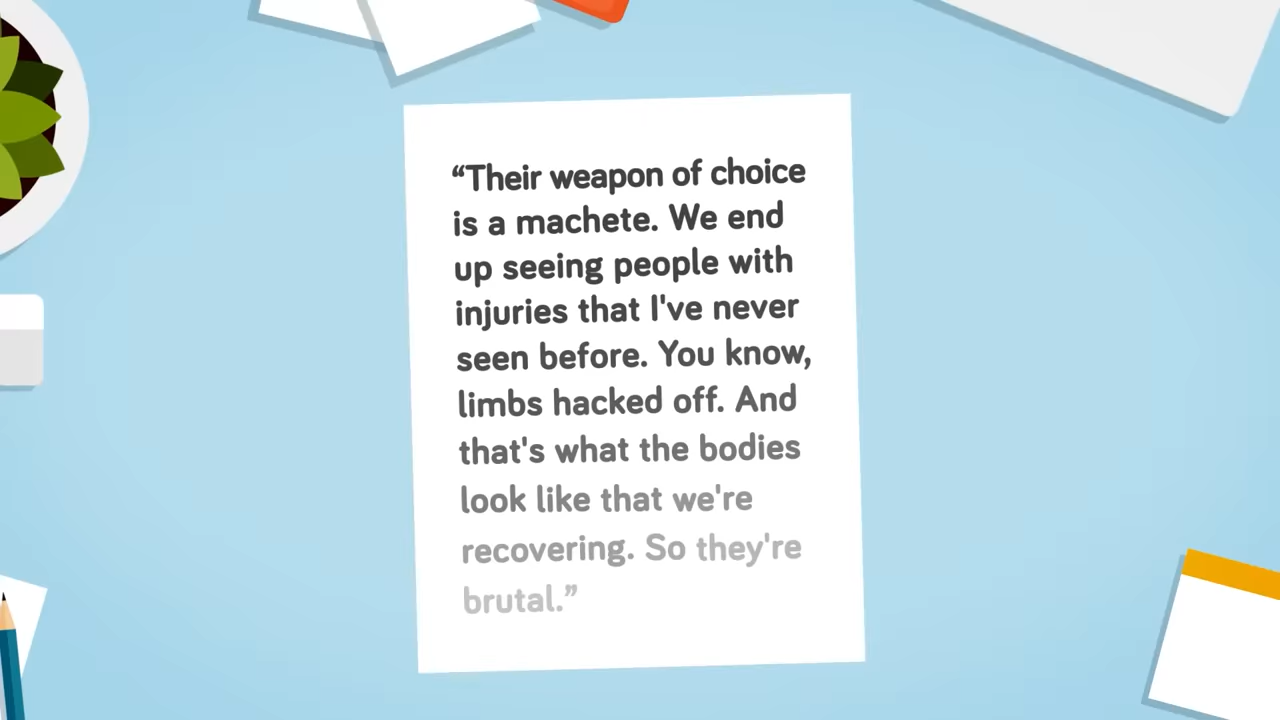 “Their weapon of choice
is a machete. We end
up seeing people with
injuries that I've never
seen before. You know,
limbs hacked off. And
that's what the bodies
look like that we're
recovering. So they're
brutal.”